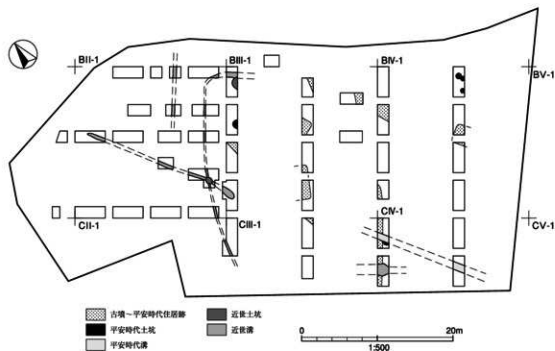 BII-1
BIII-1
BIV-1
BV-1
CII-1
CIII-1
CIV-1
CV-1
古墳～平安時代住居跡
平安時代土坑
平安時代溝
近世土坑
近世溝
0
20m
1:500